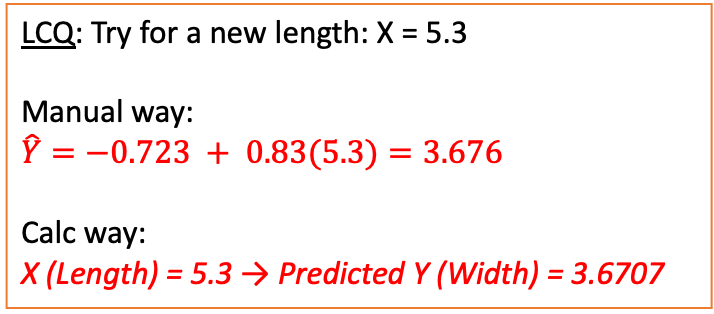 LCQ: Try for a new length: X = 5.3
Manual way:
Ŷ = −0.723 + 0.83(5.3) = 3.676
Calc way:
X (Length) = 5.3 → Predicted Y (Width) = 3.6707